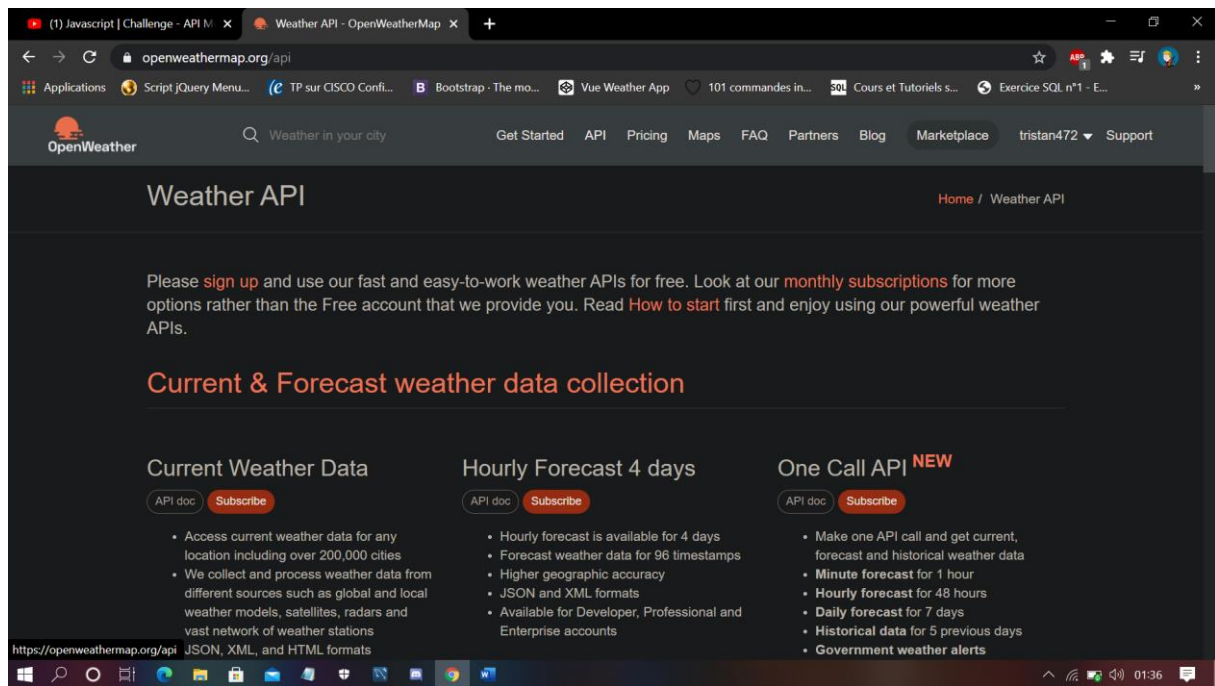 (1) Javascript | Challenge - API M
Weather API - OpenWeatherMap
openweathermap.org/api
ABP
1
Applications
Script jQuery Menu...
TP sur CISCO Confi...
B
Bootstrap · The mo...
Vue Weather App
101 commandes in...
SQL
Cours et Tutoriels s...
Exercice SQL n°1 - E...
»
OpenWeather
Weather in your city
Get Started
API
Pricing
Maps
FAQ
Partners
Blog
Marketplace
tristan472
Support
Weather API
Home / Weather API
Please sign up and use our fast and easy-to-work weather APIs for free. Look at our monthly subscriptions for more
options rather than the Free account that we provide you. Read How to start first and enjoy using our powerful weather
APIs.
Current & Forecast weather data collection
Current Weather Data
API doc
Subscribe
• Access current weather data for any
location including over 200,000 cities
• We collect and process weather data from
different sources such as global and local
weather models, satellites, radars and
vast network of weather stations
JSON, XML, and HTML formats
Hourly Forecast 4 days
API doc
Subscribe
• Hourly forecast is available for 4 days
• Forecast weather data for 96 timestamps
• Higher geographic accuracy
• JSON and XML formats
• Available for Developer, Professional and
Enterprise accounts
One Call API NEW
API doc
Subscribe
• Make one API call and get current,
forecast and historical weather data
• Minute forecast for 1 hour
• Hourly forecast for 48 hours
• Daily forecast for 7 days
• Historical data for 5 previous days
• Government weather alerts
https://openweathermap.org/api
01:36